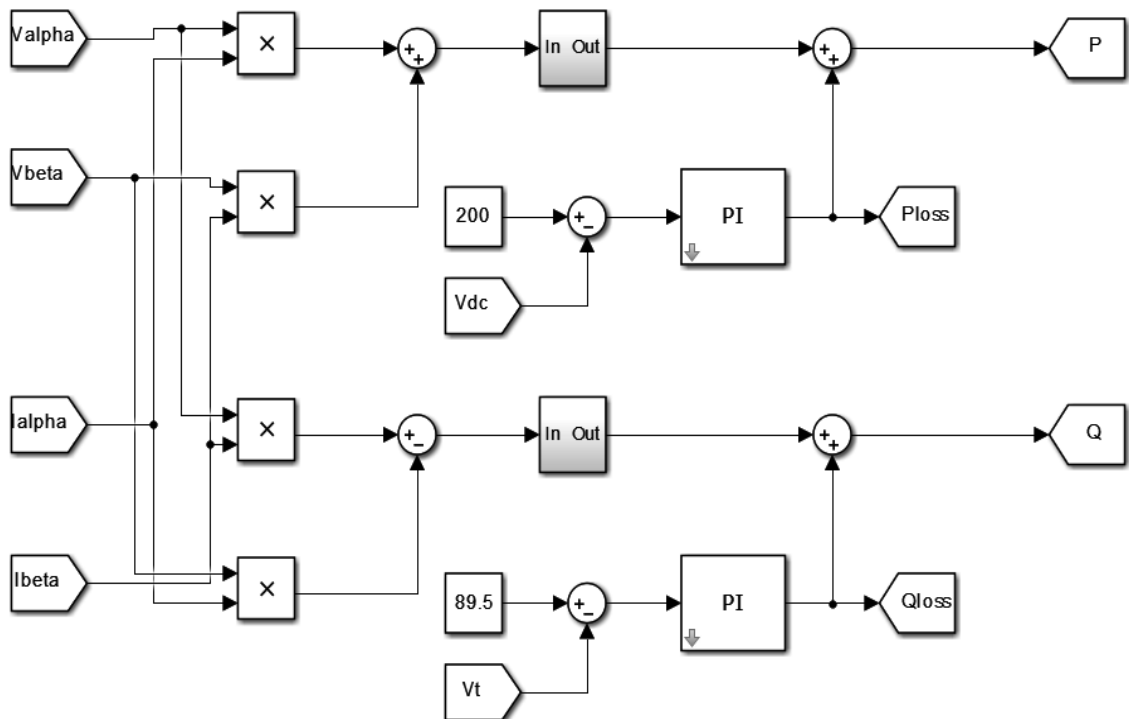 Valpha
×
+
+
In Out
+
+
P
Vbeta
×
200
+
−
PI
Ploss
Vdc
Ialpha
×
+
−
In Out
+
+
Q
Ibeta
×
89.5
+
−
PI
Qloss
Vt